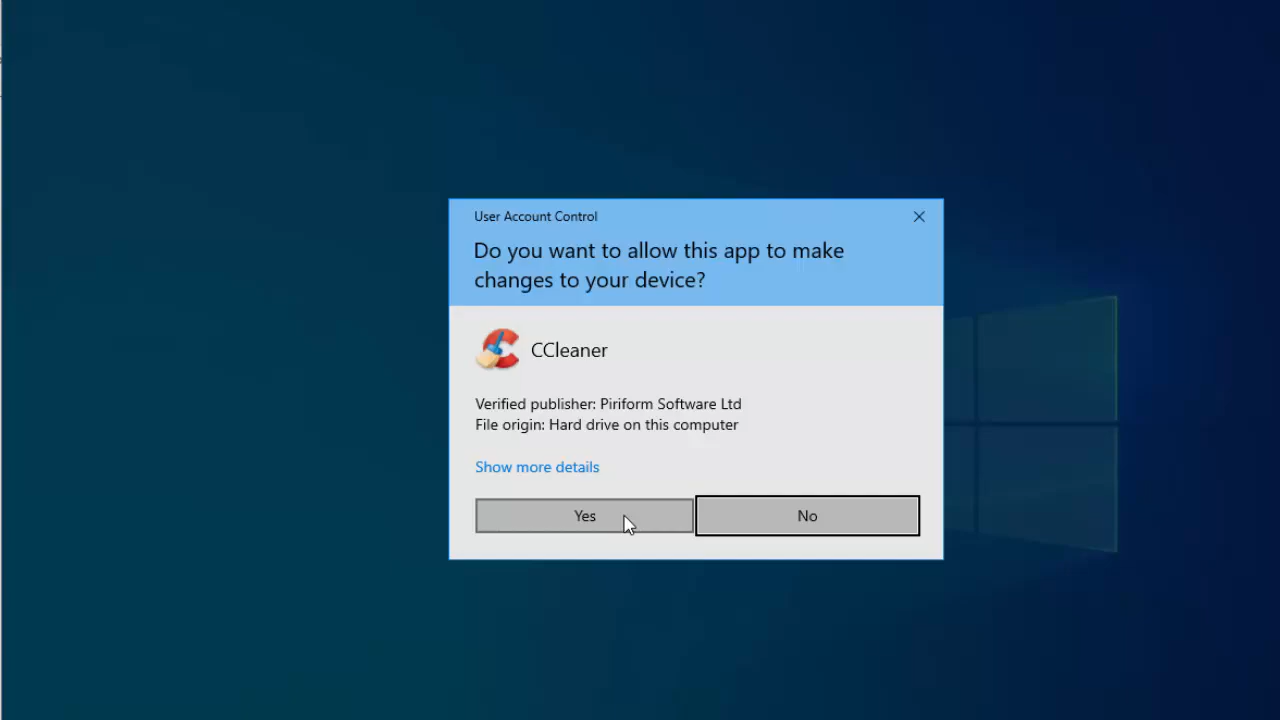 User Account Control
Do you want to allow this app to make
changes to your device?
CCleaner
Verified publisher: Piriform Software Ltd
File origin: Hard drive on this computer
Show more details
Yes
No